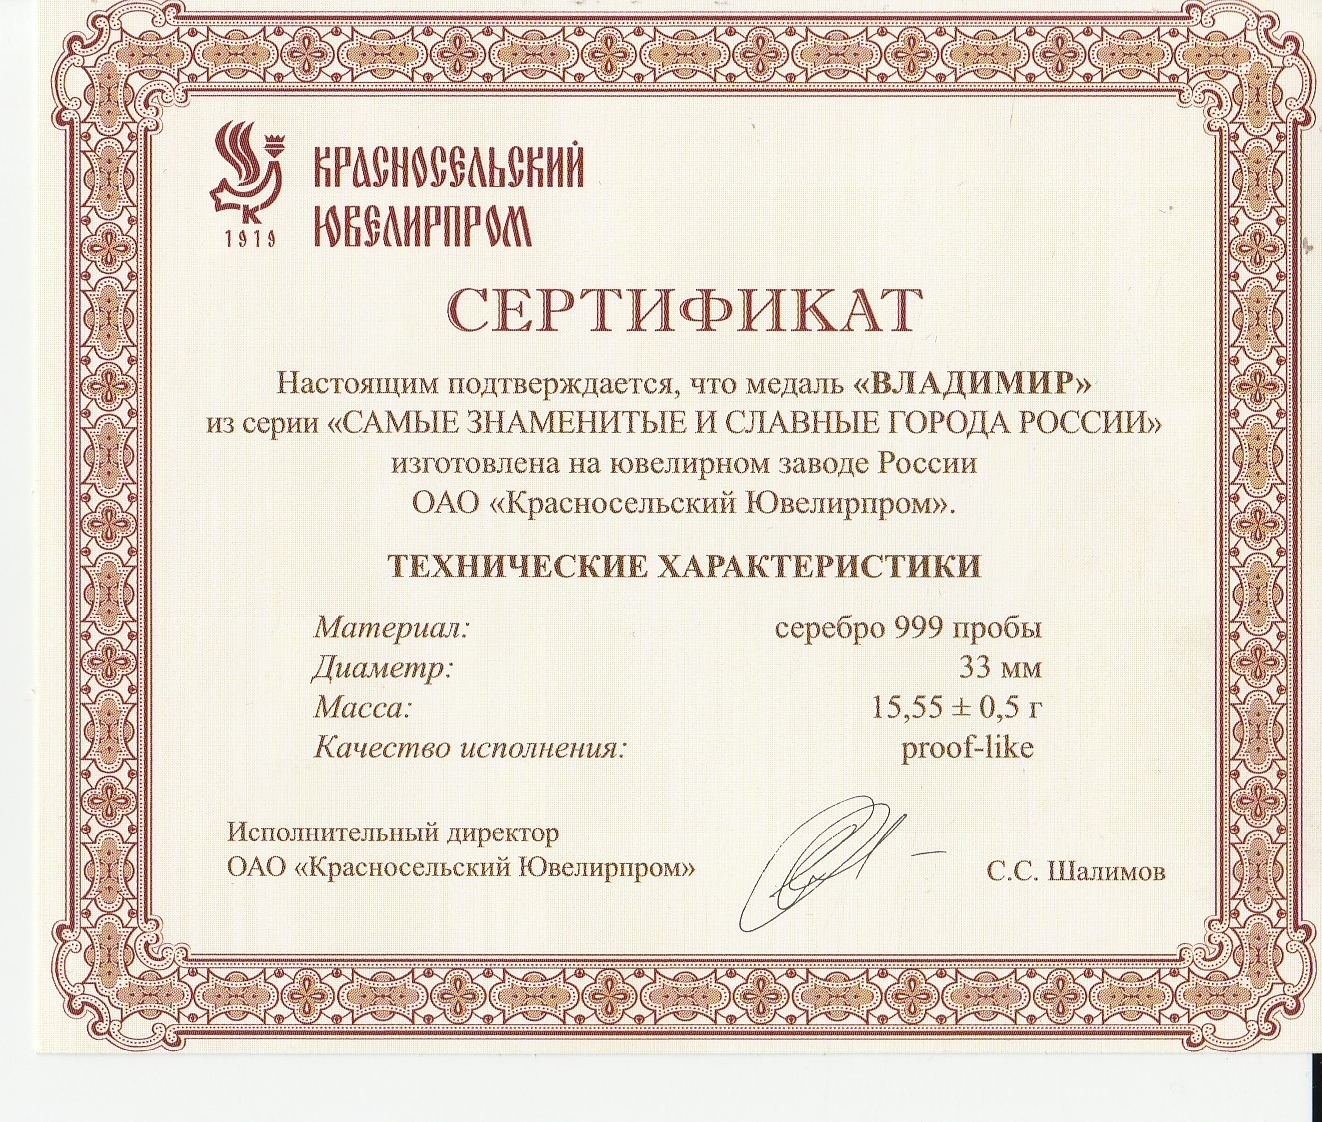 КРАСНОСЕЛЬСКИЙ
ЮВЕЛИРПРОМ
К
1919
СЕРТИФИКАТ
Настоящим подтверждается, что медаль «ВЛАДИМИР»
из серии «САМЫЕ ЗНАМЕНИТЫЕ И СЛАВНЫЕ ГОРОДА РОССИИ»
изготовлена на ювелирном заводе России
ОАО «Красносельский Ювелирпром».
ТЕХНИЧЕСКИЕ ХАРАКТЕРИСТИКИ
Материал: серебро 999 пробы
Диаметр: 33 мм
Масса: 15,55 ± 0,5 г
Качество исполнения: proof-like
Исполнительный директор
ОАО «Красносельский Ювелирпром» С.С. Шалимов